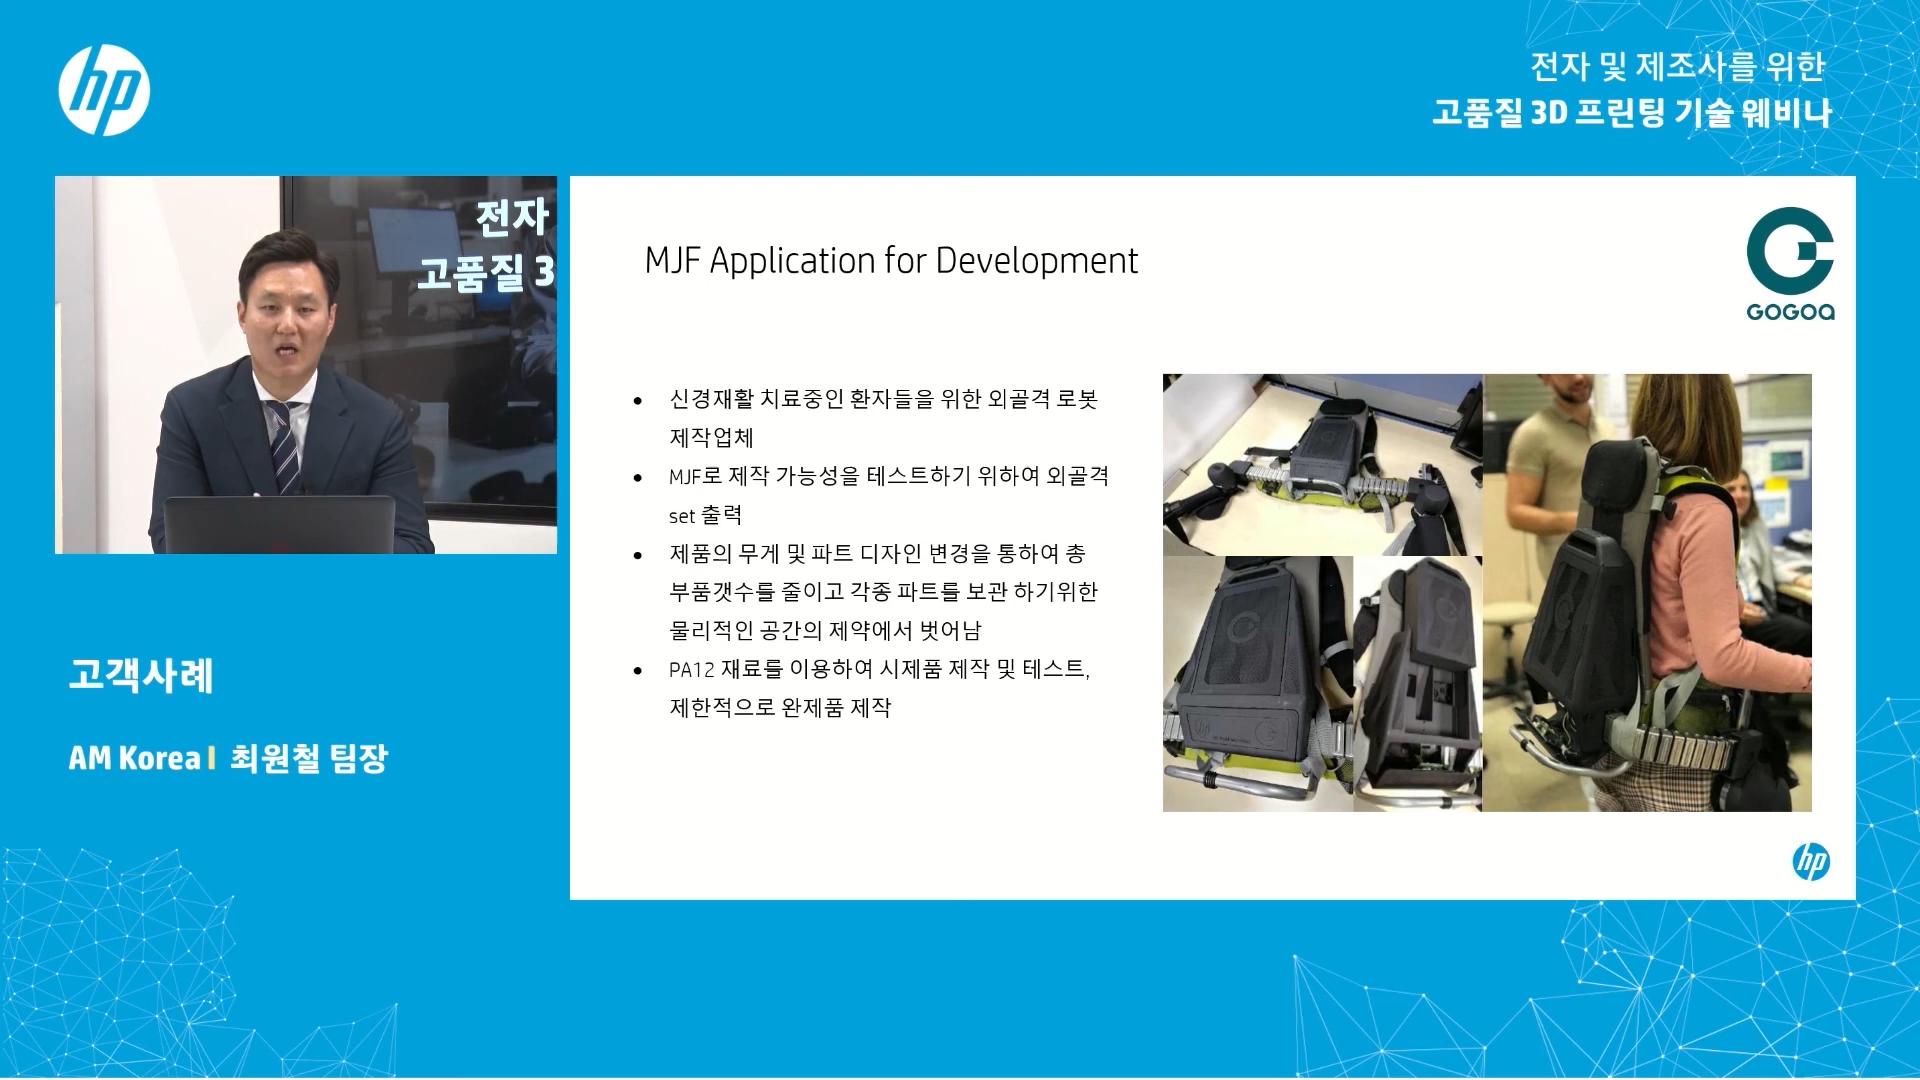 hp
전자 및 제조사를 위한
고품질 3D 프린팅 기술 웨비나
전자
고품질 3
MJF Application for Development
GOGOA
신경재활 치료중인 환자들을 위한 외골격 로봇
제작업체
MJF로 제작 가능성을 테스트하기 위하여 외골격
set 출력
제품의 무게 및 파트 디자인 변경을 통하여 총
부품갯수를 줄이고 각종 파트를 보관 하기위한
물리적인 공간의 제약에서 벗어남
PA12 재료를 이용하여 시제품 제작 및 테스트,
제한적으로 완제품 제작
고객사례
AM Korea I 최원철 팀장
hp